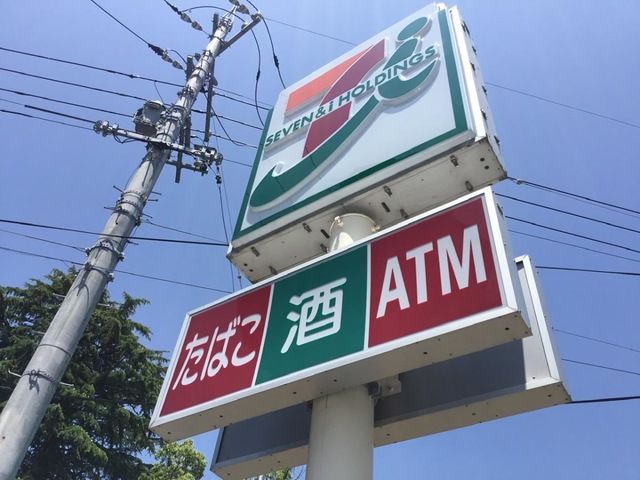 SEVEN & i HOLDINGS
たばこ 酒 ATM